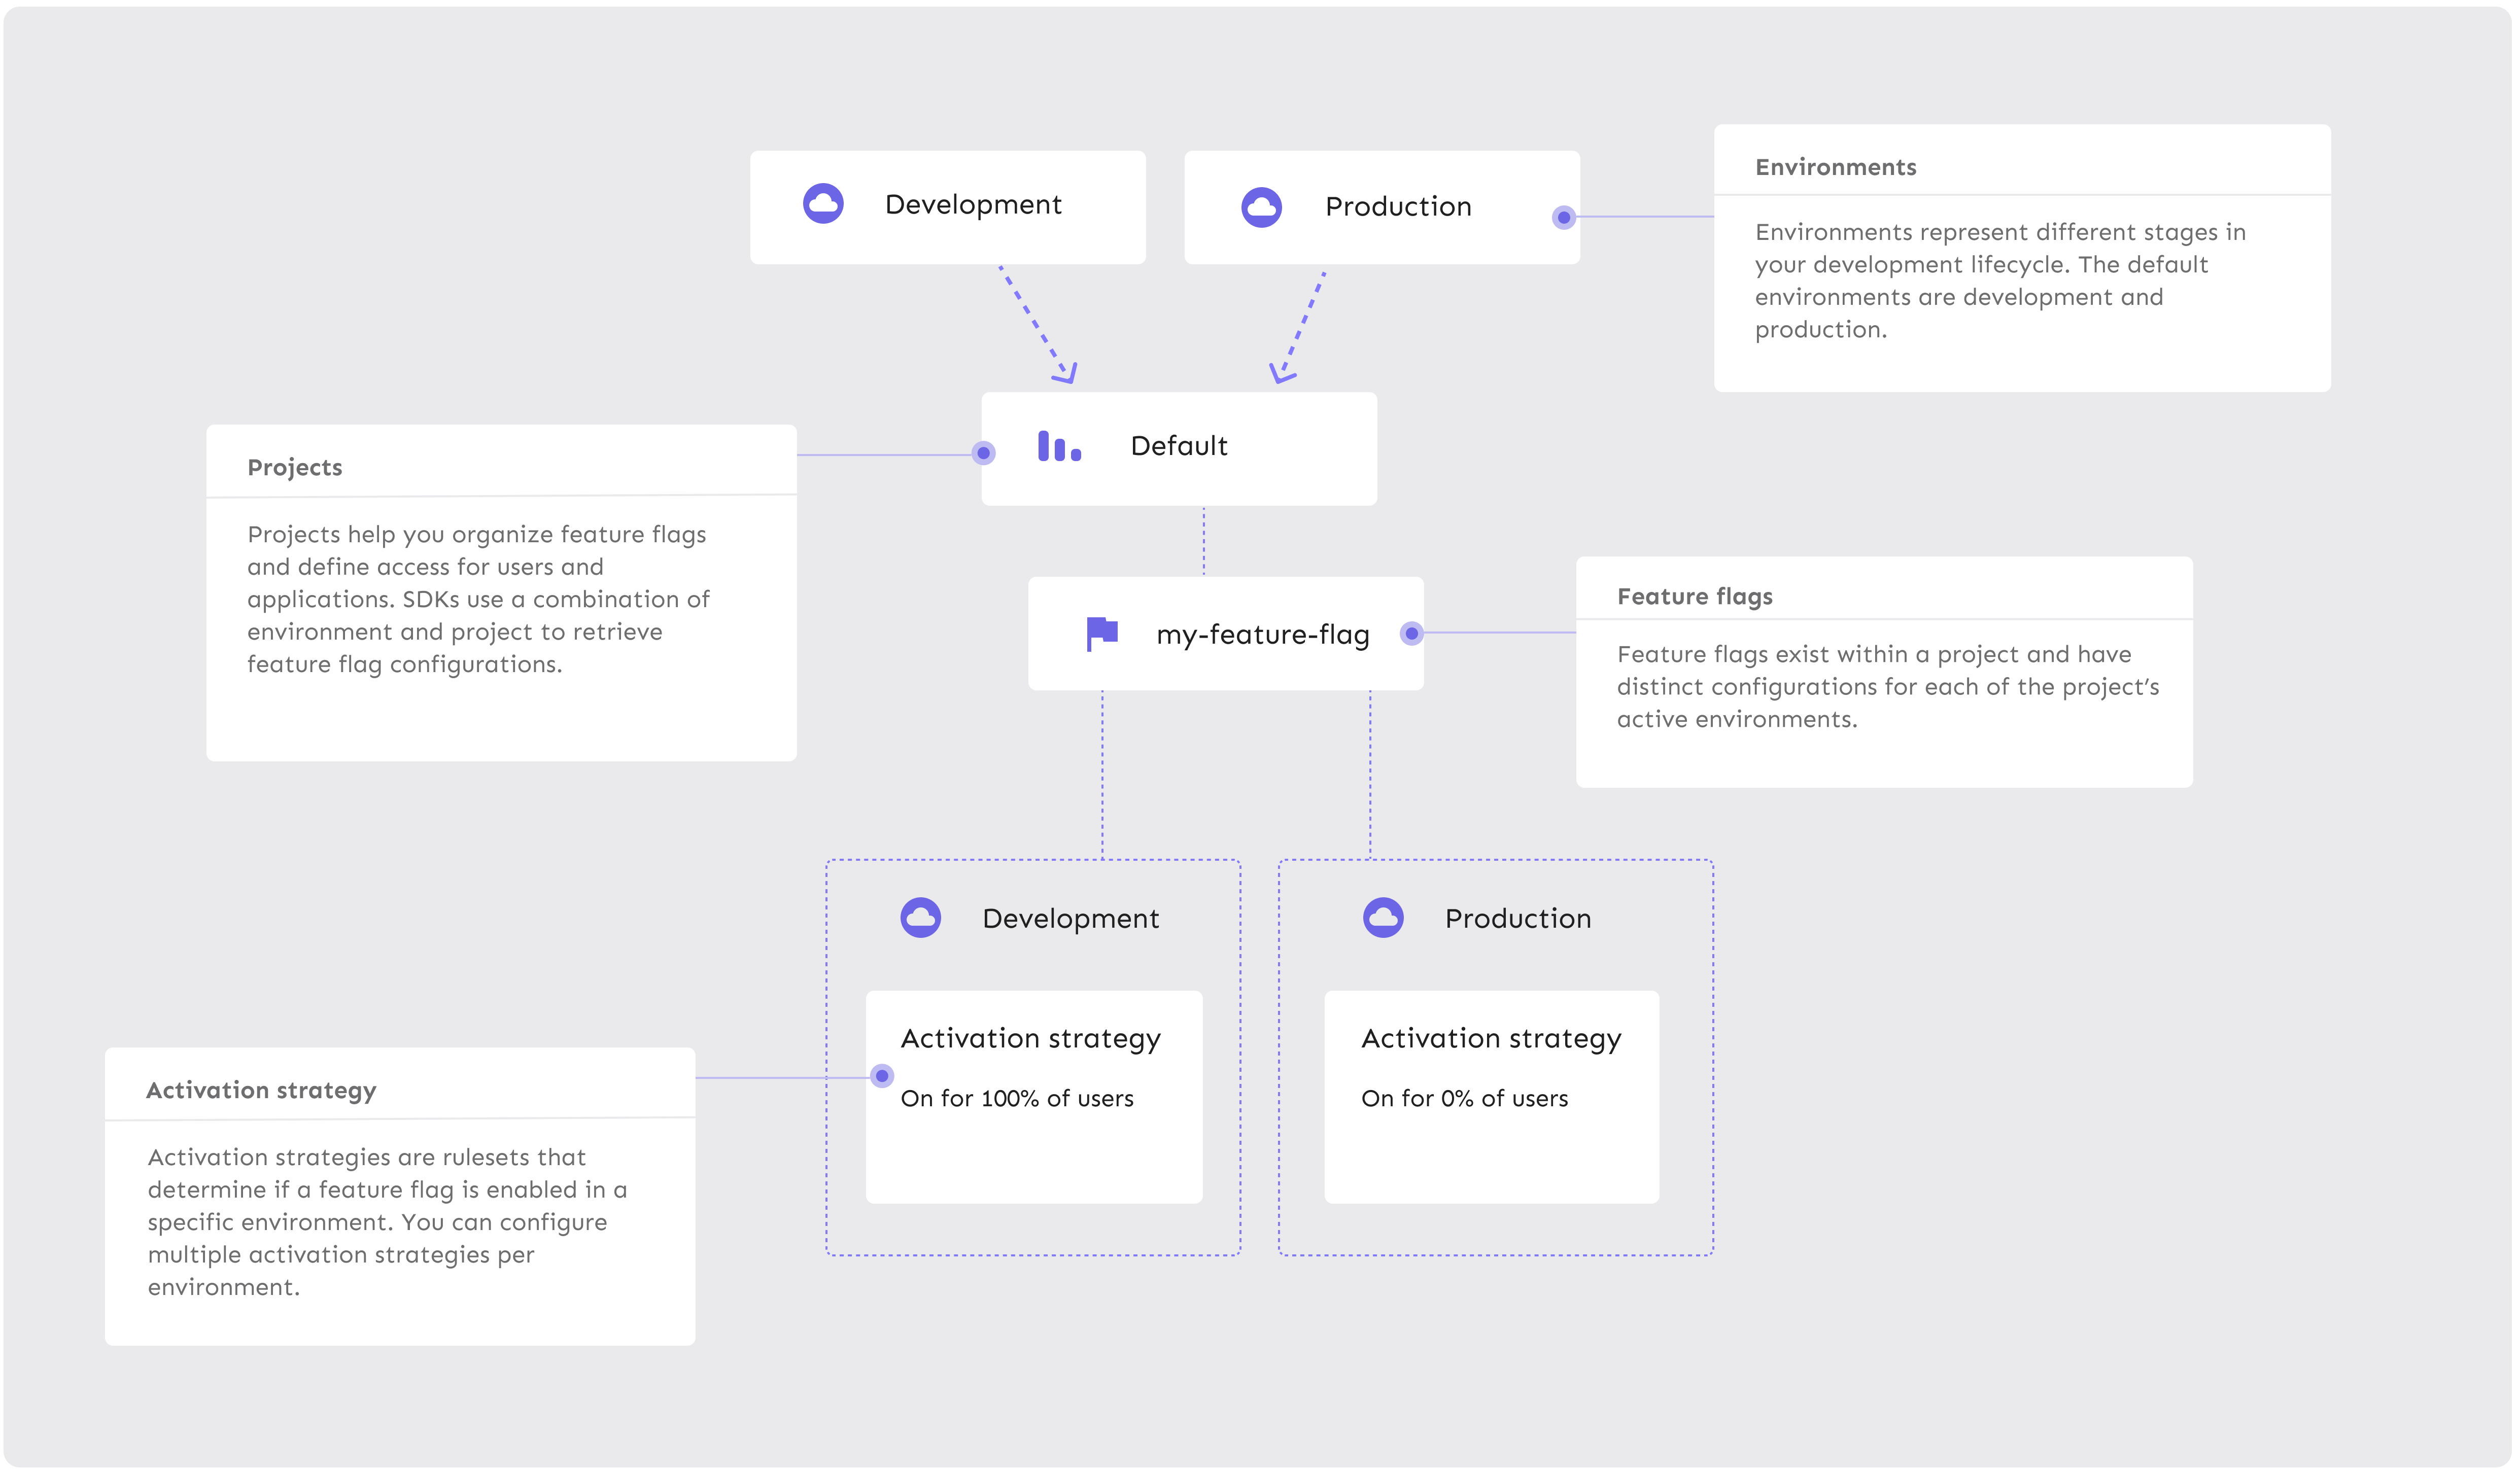 Development
Production
Environments
Environments represent different stages in
your development lifecycle. The default
environments are development and
production.
Default
Projects
Projects help you organize feature flags
and define access for users and
applications. SDKs use a combination of
environment and project to retrieve
feature flag configurations.
my-feature-flag
Feature flags
Feature flags exist within a project and have
distinct configurations for each of the project’s
active environments.
Development
Production
Activation strategy
On for 100% of users
Activation strategy
On for 0% of users
Activation strategy
Activation strategies are rulesets that
determine if a feature flag is enabled in a
specific environment. You can configure
multiple activation strategies per
environment.